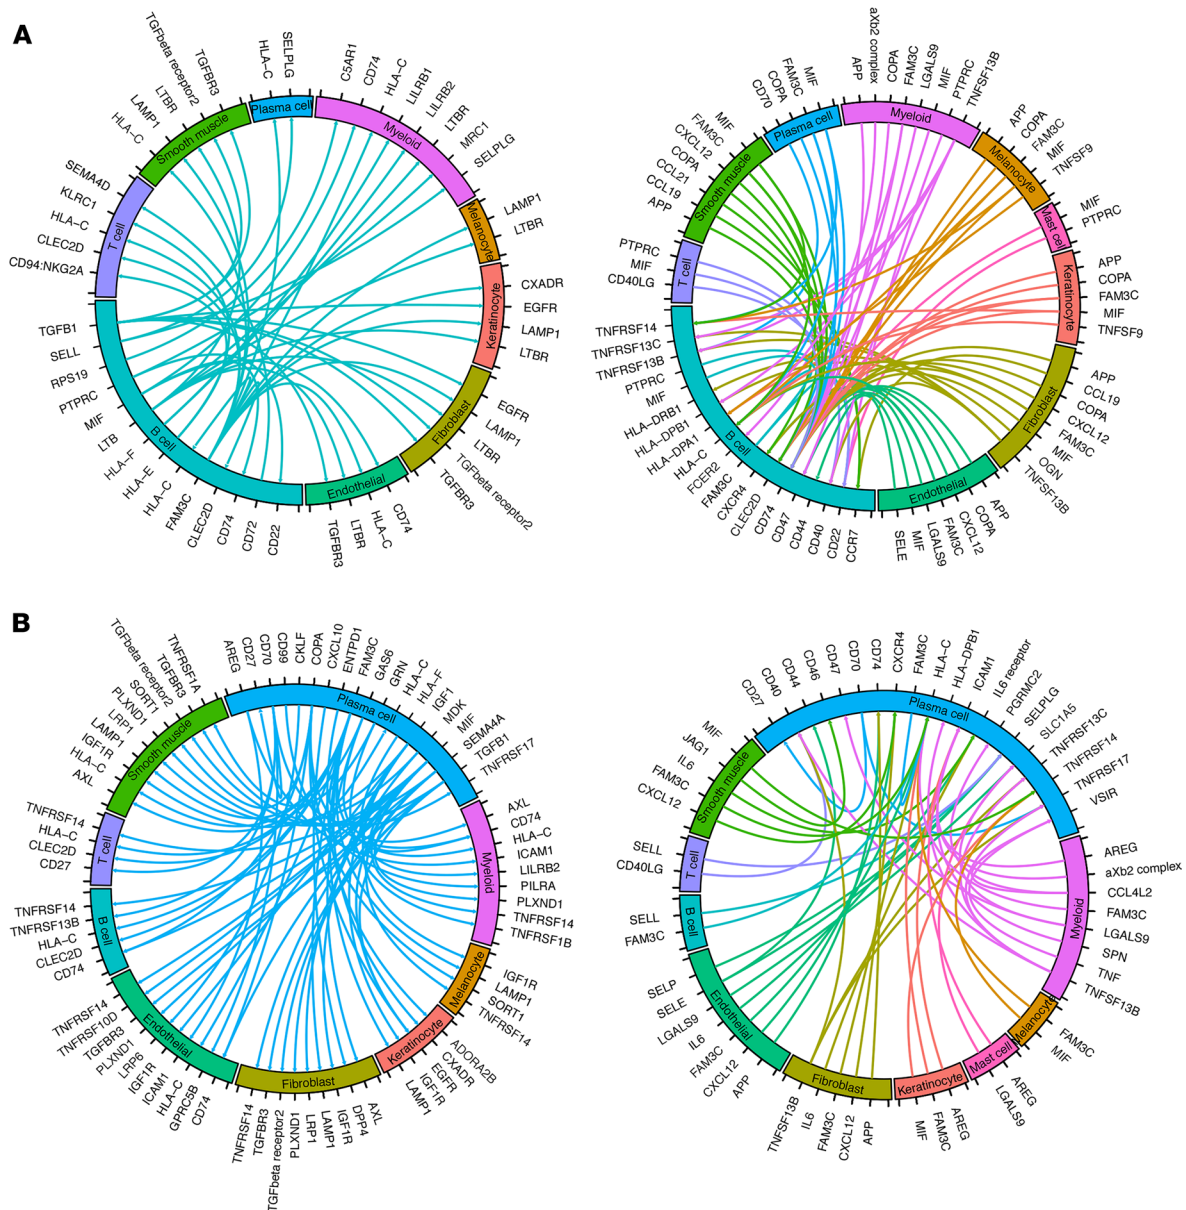 A
HLA-C
SELPLG
C5AR1
CD74
HLA-C
LILRB1
LILRB2
LTBR
MRC1
SELPLG
LAMP1
LTBR
CXADR
EGFR
LAMP1
LTBR
EGFR
LAMP1
LTBR
TGFbeta receptor2
TGFBR3
CD74
HLA-C
LTBR
TGFBR3
CD22
CD72
CD74
CLEC2D
FAM3C
HLA-C
HLA-E
HLA-F
LTB
MIF
PTPRC
RPS19
SELL
TGFB1
CD94:NKG2A
CLEC2D
HLA-C
KLRC1
SEMA4D
HLA-C
LAMP1
LTBR
TGFbeta receptor2
TGFBR3
Plasma cell
Myeloid
Melanocyte
Keratinocyte
Fibroblast
Endothelial
B cell
T cell
Smooth muscle
CD70
COPA
FAM3C
MIF
APP
aXb2 complex
COPA
FAM3C
LGALS9
MIF
PTPRC
TNFSF13B
APP
COPA
FAM3C
MIF
TNFSF9
MIF
PTPRC
APP
COPA
FAM3C
MIF
TNFSF9
APP
CCL19
COPA
CXCL12
FAM3C
MIF
OGN
TNFSF13B
APP
COPA
CXCL12
FAM3C
LGALS9
MIF
SELE
CCR7
CD22
CD40
CD44
CD47
CD74
CLEC2D
CXCR4
FAM3C
FCER2
HLA-C
HLA-DPA1
HLA-DPB1
HLA-DRB1
MIF
PTPRC
TNFRSF13B
TNFRSF13C
TNFRSF14
CD40LG
MIF
PTPRC
APP
CCL19
CCL21
COPA
CXCL12
FAM3C
MIF
Plasma cell
Myeloid
Melanocyte
Mast cell
Keratinocyte
Fibroblast
Endothelial
B cell
T cell
Smooth muscle
B
AREG
CD27
CD70
CD99
CKLF
COPA
CXCL10
ENTPD1
FAM3C
GAS6
GRN
HLA-C
HLA-F
IGF1
MDK
MIF
SEMA4A
TGFB1
TNFRSF17
AXL
CD74
HLA-C
ICAM1
LILRB2
PILRA
PLXND1
TNFRSF14
TNFRSF1B
IGF1R
LAMP1
SORT1
TNFRSF14
ADORA2B
CXADR
EGFR
IGF1R
LAMP1
AXL
DPP4
IGF1R
LAMP1
LRP1
PLXND1
TGFbeta receptor2
TGFBR3
TNFRSF14
CD74
GPRC5B
HLA-C
ICAM1
IGF1R
LRP6
PLXND1
TGFBR3
TNFRSF10D
TNFRSF14
CD74
CLEC2D
HLA-C
TNFRSF13B
TNFRSF14
CD27
CLEC2D
HLA-C
TNFRSF14
AXL
HLA-C
IGF1R
LAMP1
LRP1
PLXND1
SORT1
TGFbeta receptor2
TGFBR3
TNFRSF1A
Plasma cell
Myeloid
Melanocyte
Keratinocyte
Fibroblast
Endothelial
B cell
T cell
Smooth muscle
CD27
CD40
CD44
CD46
CD47
CD70
CD74
CXCR4
FAM3C
HLA-C
HLA-DPB1
ICAM1
IL6 receptor
PGRMC2
SELPLG
SLC1A5
TNFRSF13C
TNFRSF14
TNFRSF17
VSIR
AREG
aXb2 complex
CCL4L2
FAM3C
LGALS9
SPN
TNF
TNFSF13B
FAM3C
MIF
AREG
LGALS9
AREG
FAM3C
MIF
APP
CXCL12
FAM3C
IL6
TNFSF13B
APP
CXCL12
FAM3C
IL6
LGALS9
SELE
SELP
FAM3C
SELL
CD40LG
SELL
CXCL12
FAM3C
IL6
JAG1
MIF
Plasma cell
Myeloid
Melanocyte
Mast cell
Keratinocyte
Fibroblast
Endothelial
B cell
T cell
Smooth muscle